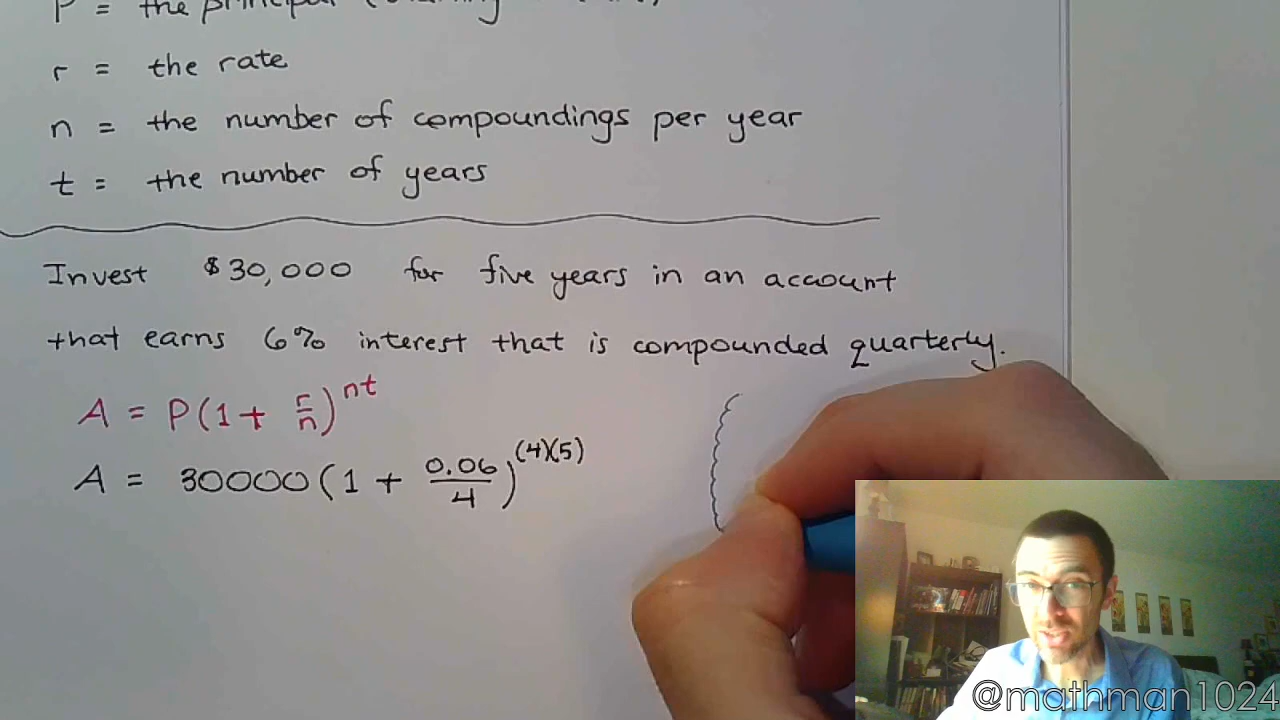 P = the principal
r = the rate
n = the number of compoundings per year
t = the number of years
Invest $30,000 for five years in an account
that earns 6% interest that is compounded quarterly.
A = P(1 + r/n)^nt
A = 30000(1 + 0.06/4)^(4)(5)
@mathman1024